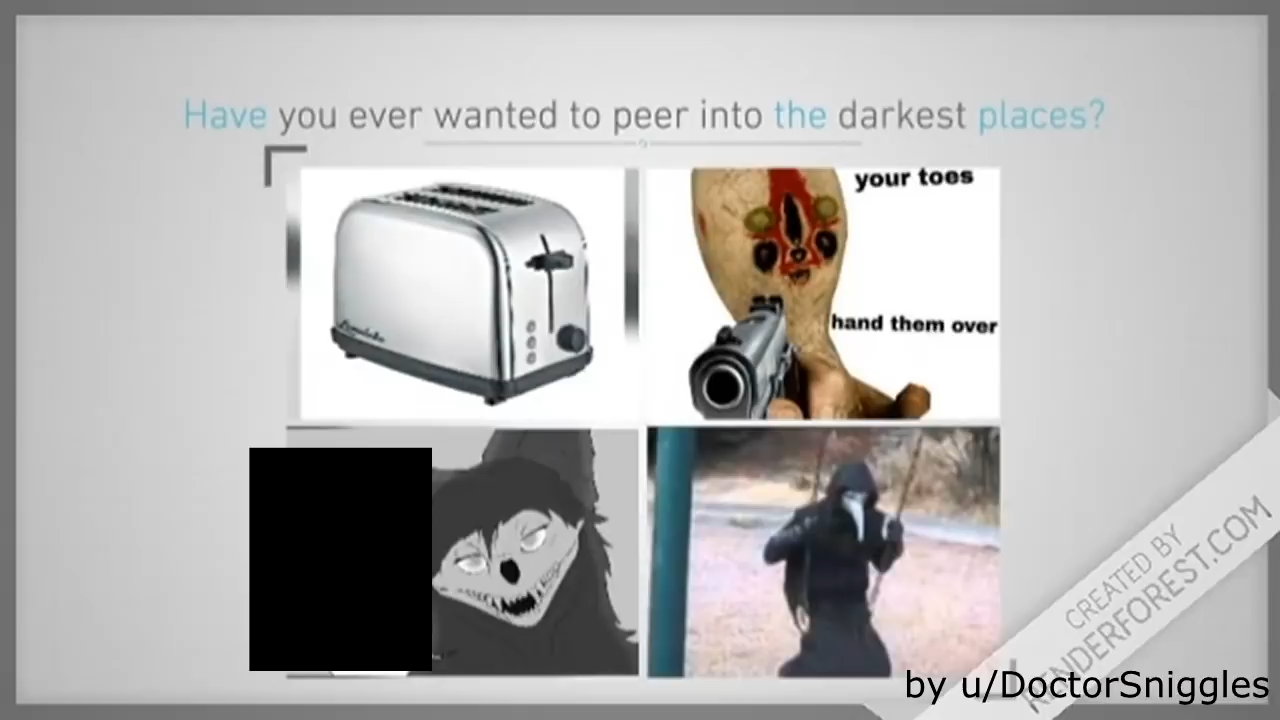 Have you ever wanted to peer into the darkest places?
your toes
hand them over
CREATED BY
RENDERFOREST.COM
by u/DoctorSniggles